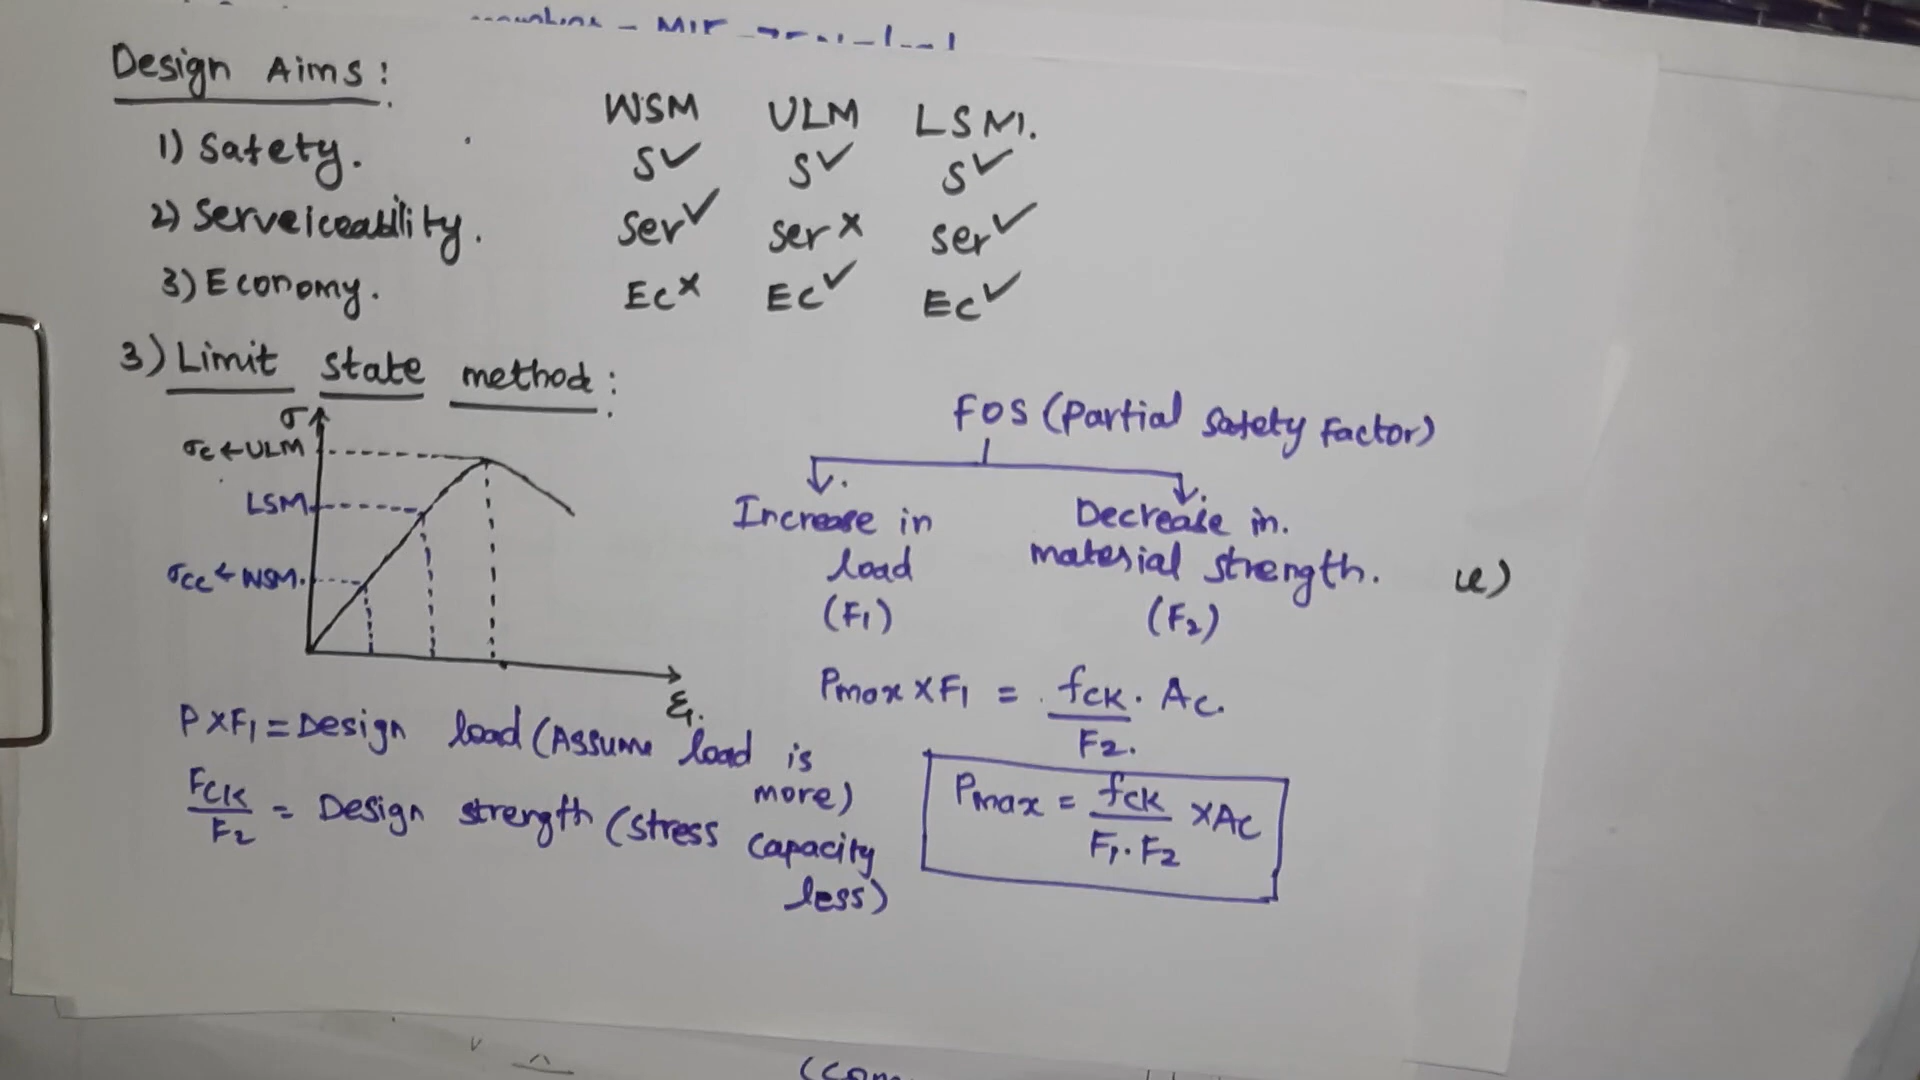 Design Aims:
WSM ULM LSM.
1) Safety. S✓ S✓ S✓
2) Serveiceability. Ser✓ ser× ser✓
3) Economy. Ec× Ec✓ Ec✓
3) Limit state method:
σ
σc ← ULM
LSM
σcc ← WSM.
ε.
FOS (Partial Safety Factor)
Increase in load (F1)
Decrease in. material strength. (F2)
ie)
Pmax × F1 = fck/F2. · Ac.
P×F1 = Design load (Assume load is more)
Fck/F2 = Design strength (stress capacity less)
Pmax = fck/F1·F2 × Ac
(com